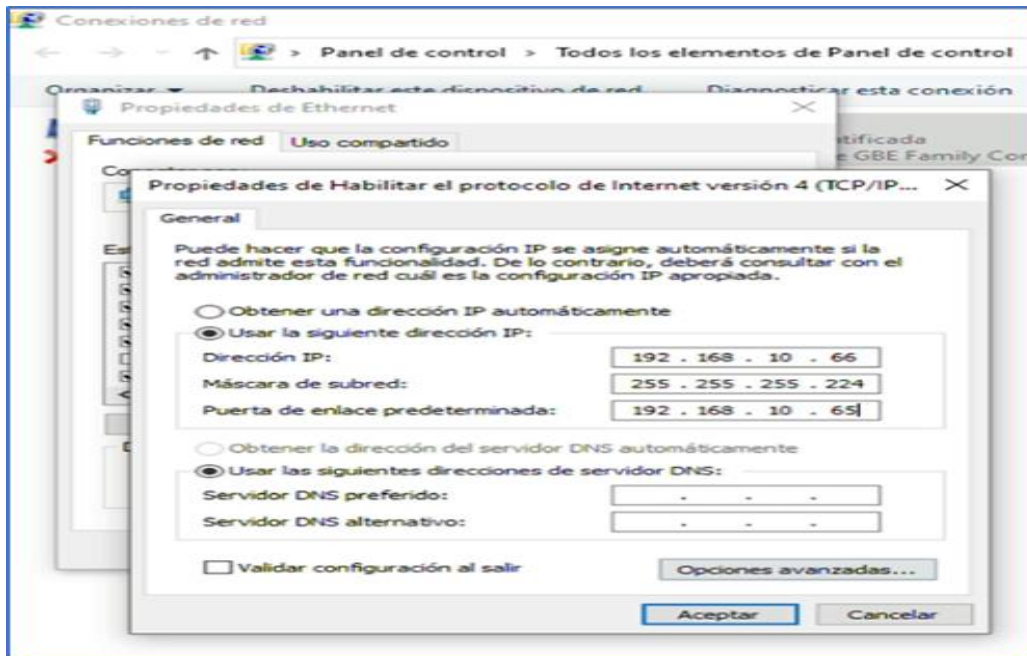 Conexiones de red
Panel de control > Todos los elementos de Panel de control
Organizar Deshabilitar este dispositivo de red Diagnosticar esta conexión
Propiedades de Ethernet
Funciones de red Uso compartido
tificada
GBE Family Con
Propiedades de Habilitar el protocolo de Internet versión 4 (TCP/IP...
General
Puede hacer que la configuración IP se asigne automáticamente si la
red admite esta funcionalidad. De lo contrario, deberá consultar con el
administrador de red cuál es la configuración IP apropiada.
Obtener una dirección IP automáticamente
Usar la siguiente dirección IP:
Dirección IP: 192 . 168 . 10 . 66
Máscara de subred: 255 . 255 . 255 . 224
Puerta de enlace predeterminada: 192 . 168 . 10 . 65
Obtener la dirección del servidor DNS automáticamente
Usar las siguientes direcciones de servidor DNS:
Servidor DNS preferido: . . .
Servidor DNS alternativo: . . .
Validar configuración al salir
Opciones avanzadas...
Aceptar Cancelar